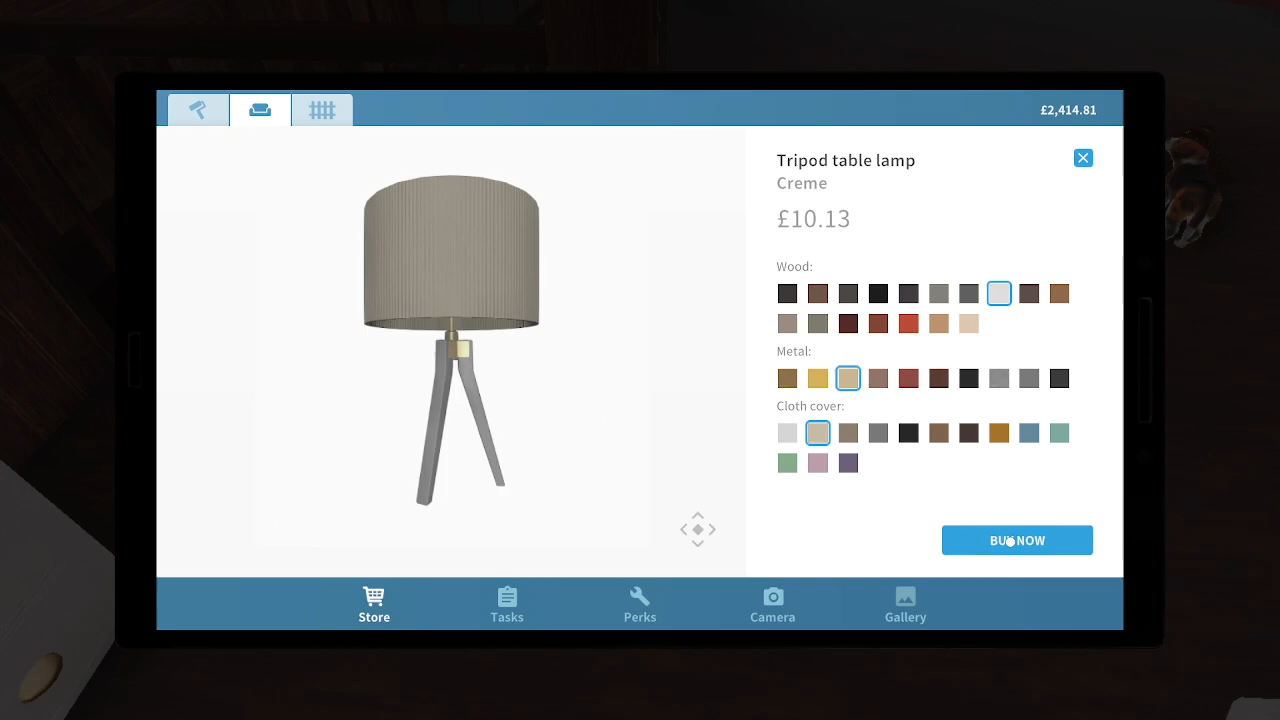 £2,414.81
Tripod table lamp
Creme
£10.13
Wood:
Metal:
Cloth cover:
BUY NOW
Store
Tasks
Perks
Camera
Gallery